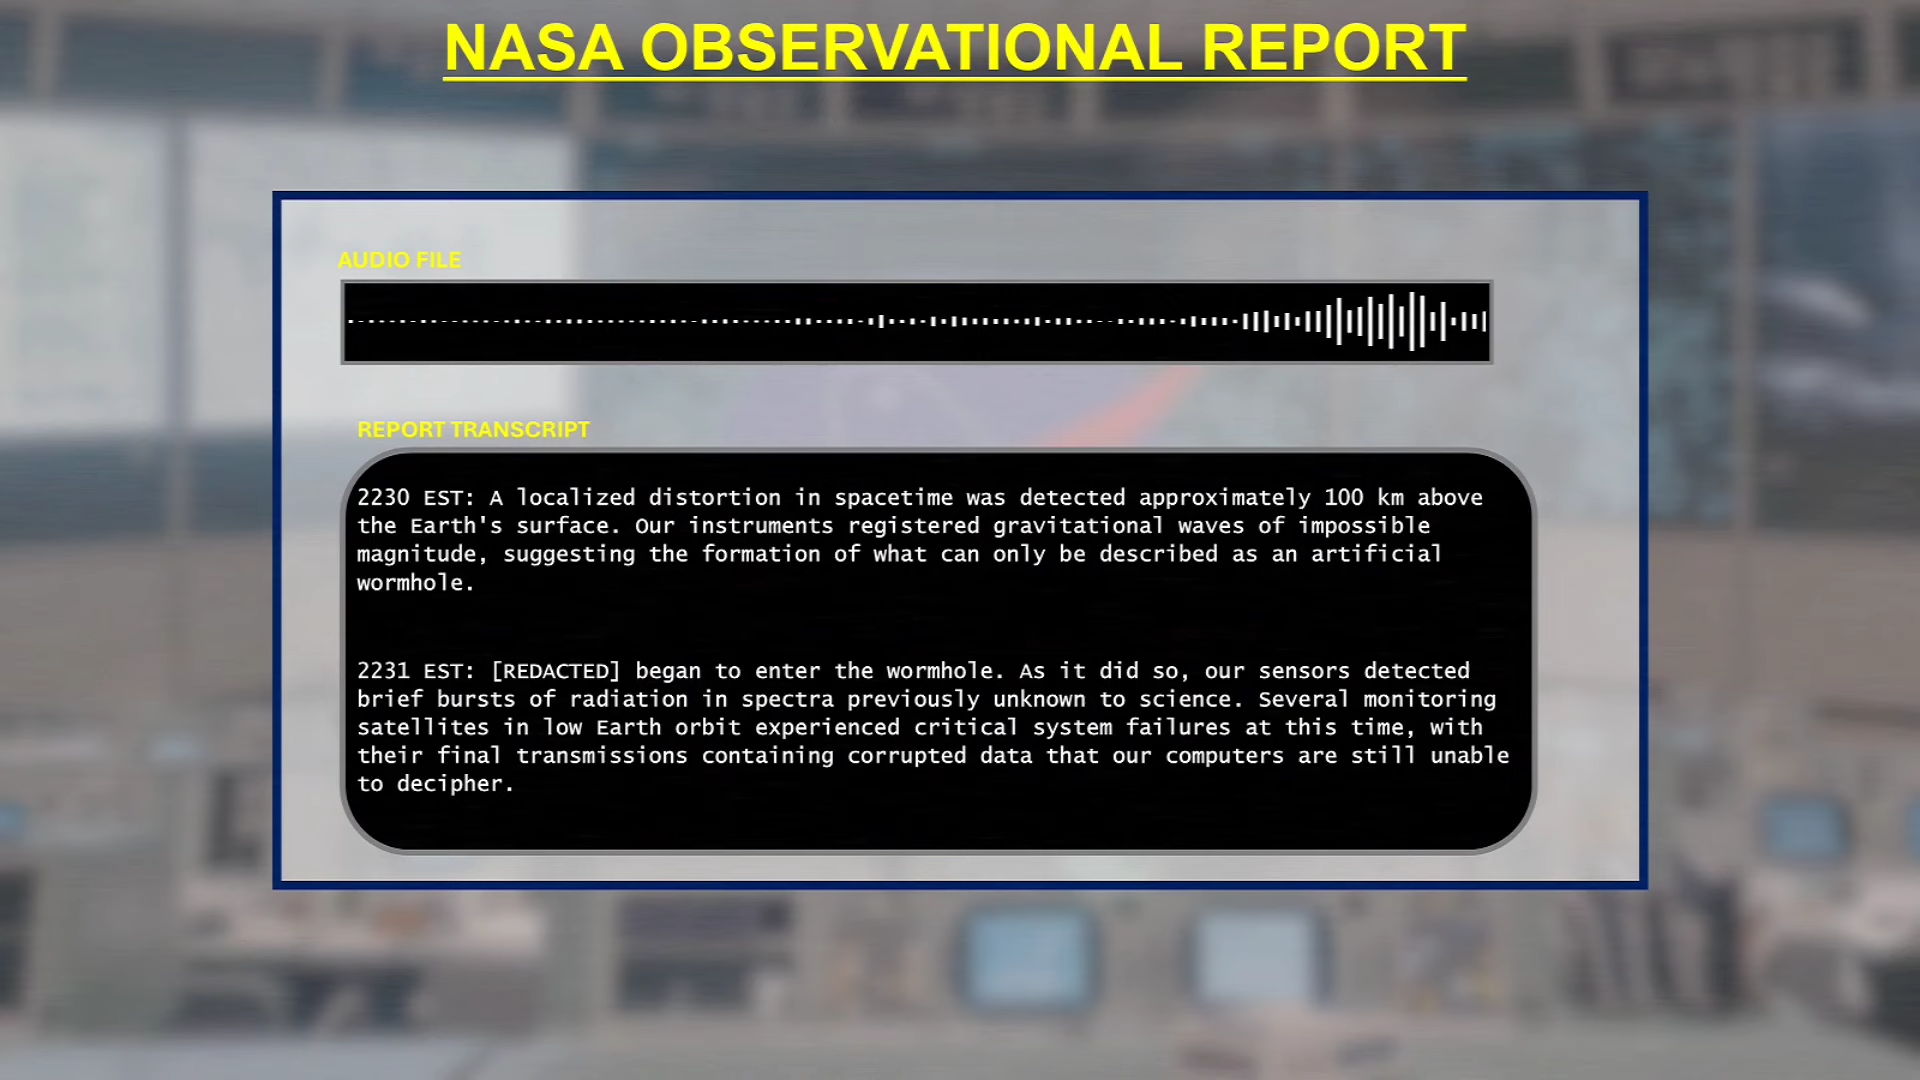 NASA OBSERVATIONAL REPORT
AUDIO FILE
REPORT TRANSCRIPT
2230 EST: A localized distortion in spacetime was detected approximately 100 km above
the Earth's surface. Our instruments registered gravitational waves of impossible
magnitude, suggesting the formation of what can only be described as an artificial
wormhole.
2231 EST: [REDACTED] began to enter the wormhole. As it did so, our sensors detected
brief bursts of radiation in spectra previously unknown to science. Several monitoring
satellites in low Earth orbit experienced critical system failures at this time, with
their final transmissions containing corrupted data that our computers are still unable
to decipher.